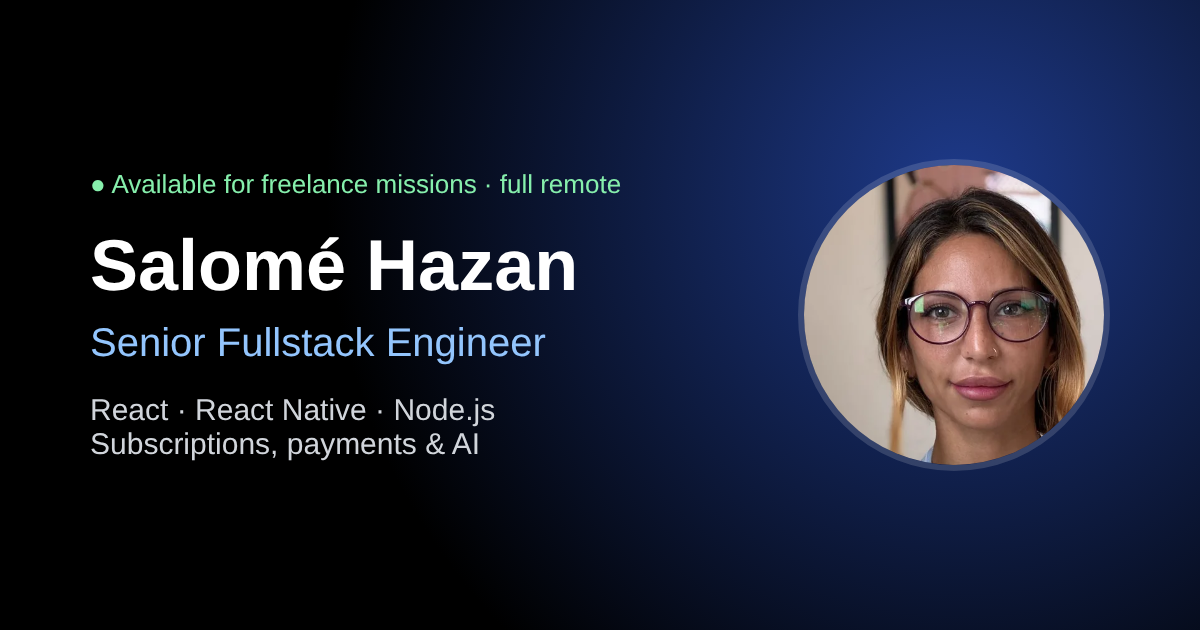 ● Available for freelance missions · full remote
Salomé Hazan
Senior Fullstack Engineer
React · React Native · Node.js
Subscriptions, payments & AI